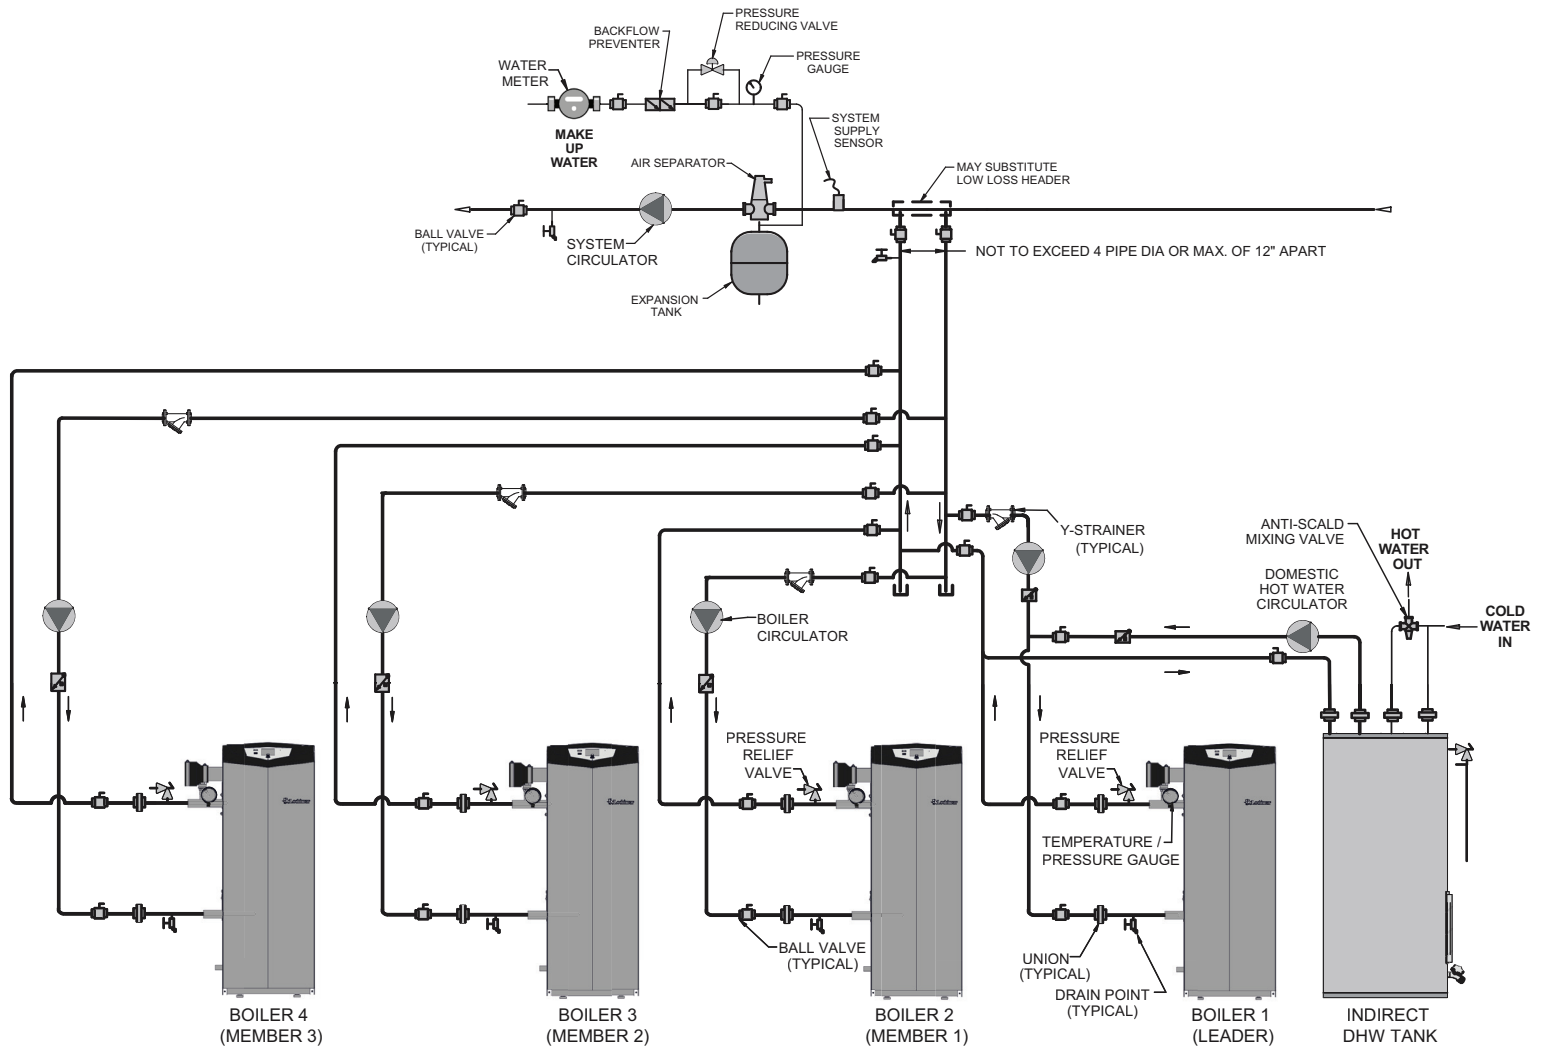 PRESSURE
REDUCING VALVE
BACKFLOW
PREVENTER
PRESSURE
GAUGE
WATER
METER
MAKE
UP
WATER
SYSTEM
SUPPLY
SENSOR
AIR SEPARATOR
MAY SUBSTITUTE
LOW LOSS HEADER
BALL VALVE
(TYPICAL)
SYSTEM
CIRCULATOR
NOT TO EXCEED 4 PIPE DIA OR MAX. OF 12" APART
EXPANSION
TANK
Y-STRAINER
(TYPICAL)
ANTI-SCALD
MIXING VALVE
HOT
WATER
OUT
DOMESTIC
HOT WATER
CIRCULATOR
COLD
WATER
IN
BOILER
CIRCULATOR
PRESSURE
RELIEF
VALVE
PRESSURE
RELIEF
VALVE
Lochinvar
Lochinvar
Lochinvar
Lochinvar
TEMPERATURE /
PRESSURE GAUGE
BALL VALVE
(TYPICAL)
UNION
(TYPICAL)
DRAIN POINT
(TYPICAL)
BOILER 4
(MEMBER 3)
BOILER 3
(MEMBER 2)
BOILER 2
(MEMBER 1)
BOILER 1
(LEADER)
INDIRECT
DHW TANK